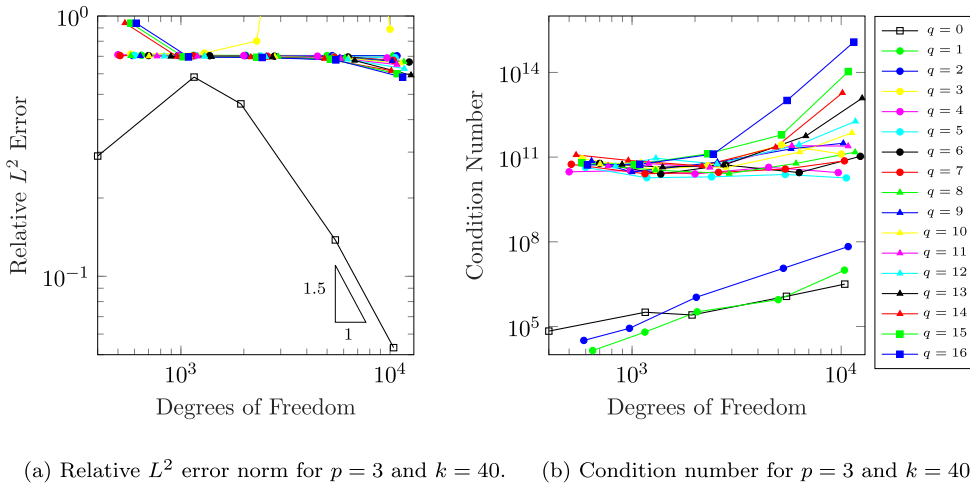 10^0
10^−1
10^3
10^4
Relative L^2 Error
Degrees of Freedom
1.5
1
10^14
10^11
10^8
10^5
10^3
10^4
Condition Number
Degrees of Freedom
q = 0
q = 1
q = 2
q = 3
q = 4
q = 5
q = 6
q = 7
q = 8
q = 9
q = 10
q = 11
q = 12
q = 13
q = 14
q = 15
q = 16
(a) Relative L^2 error norm for p = 3 and k = 40.
(b) Condition number for p = 3 and k = 40